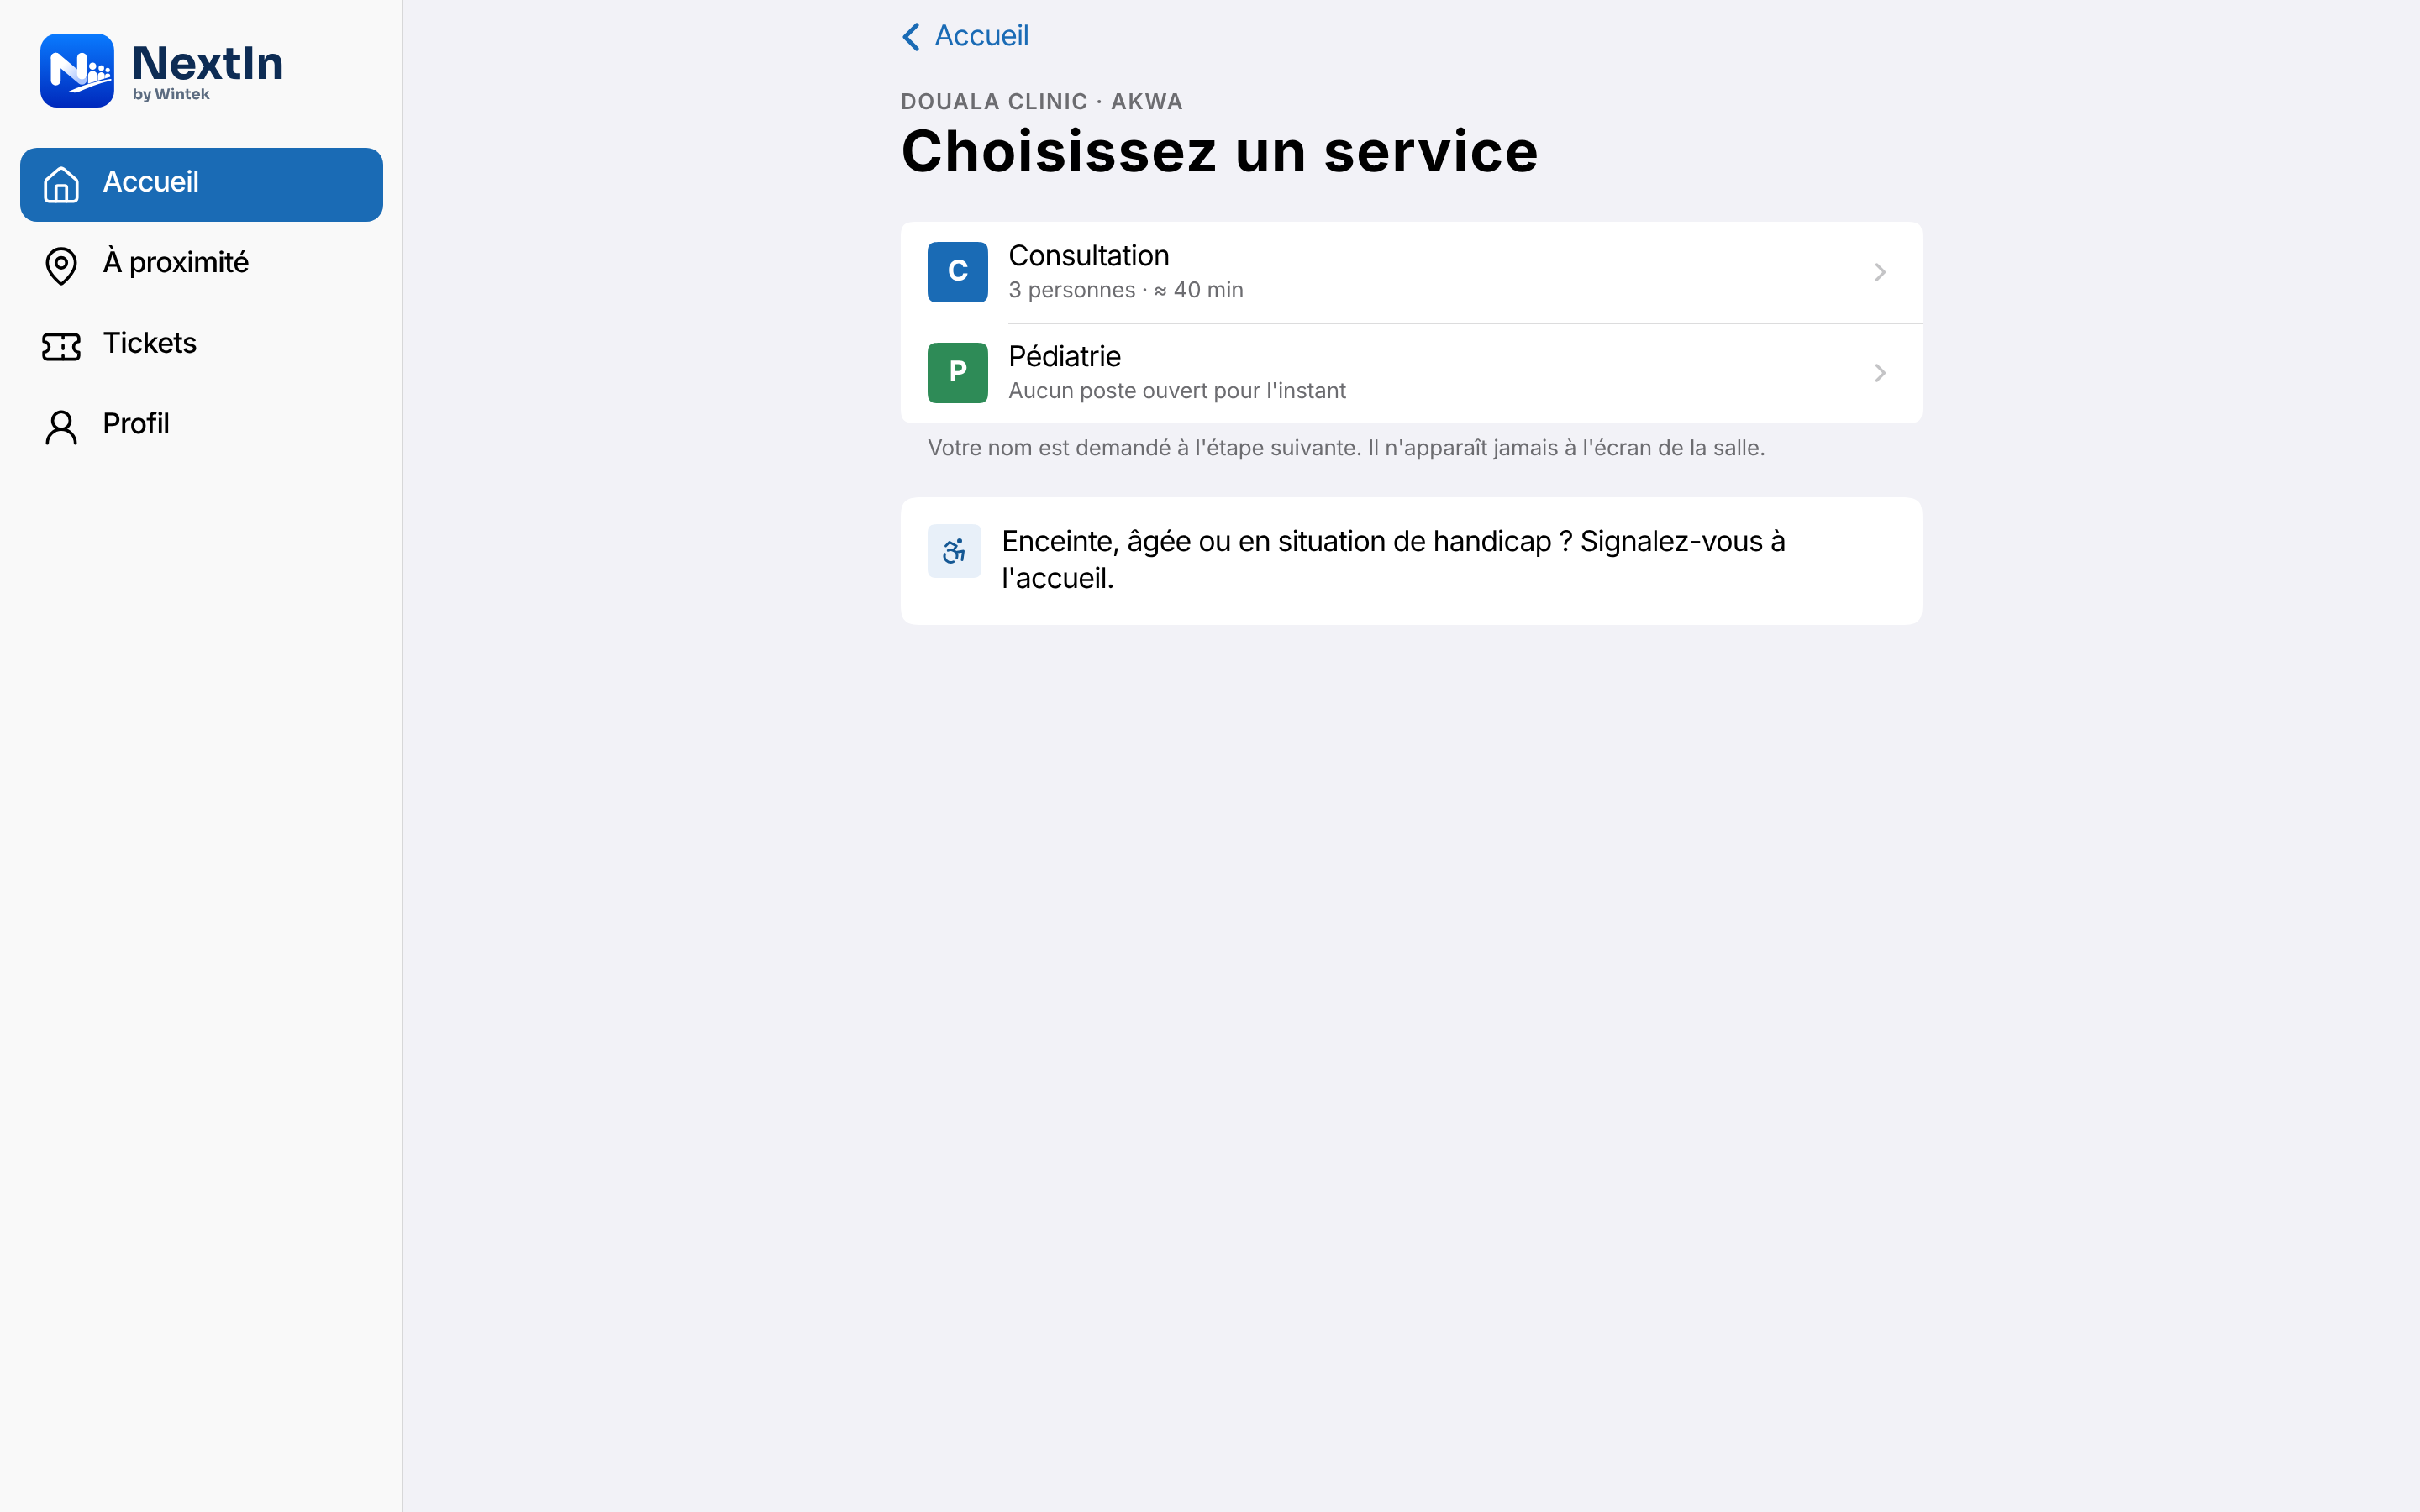 NextIn
by Wintek
Accueil
À proximité
Tickets
Profil
Accueil
DOUALA CLINIC · AKWA
Choisissez un service
C
Consultation
3 personnes · ≈ 40 min
P
Pédiatrie
Aucun poste ouvert pour l'instant
Votre nom est demandé à l'étape suivante. Il n'apparaît jamais à l'écran de la salle.
Enceinte, âgée ou en situation de handicap ? Signalez-vous à
l'accueil.